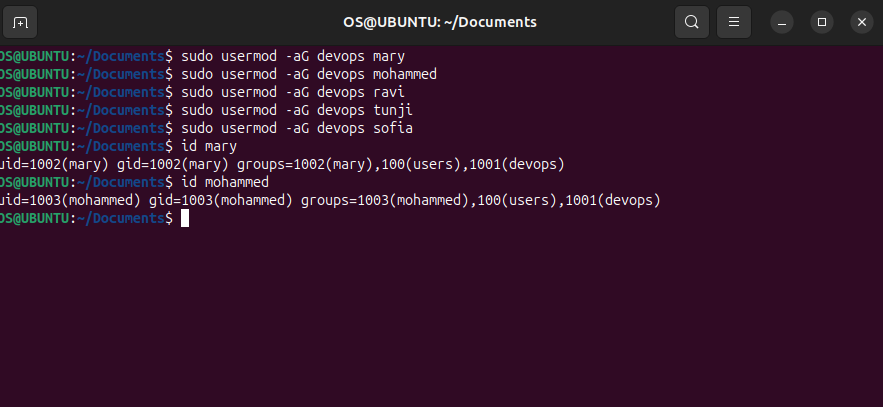 OS@UBUNTU: ~/Documents
OS@UBUNTU:~/Documents$ sudo usermod -aG devops mary
OS@UBUNTU:~/Documents$ sudo usermod -aG devops mohammed
OS@UBUNTU:~/Documents$ sudo usermod -aG devops ravi
OS@UBUNTU:~/Documents$ sudo usermod -aG devops tunji
OS@UBUNTU:~/Documents$ sudo usermod -aG devops sofia
OS@UBUNTU:~/Documents$ id mary
uid=1002(mary) gid=1002(mary) groups=1002(mary),100(users),1001(devops)
OS@UBUNTU:~/Documents$ id mohammed
uid=1003(mohammed) gid=1003(mohammed) groups=1003(mohammed),100(users),1001(devops)
OS@UBUNTU:~/Documents$